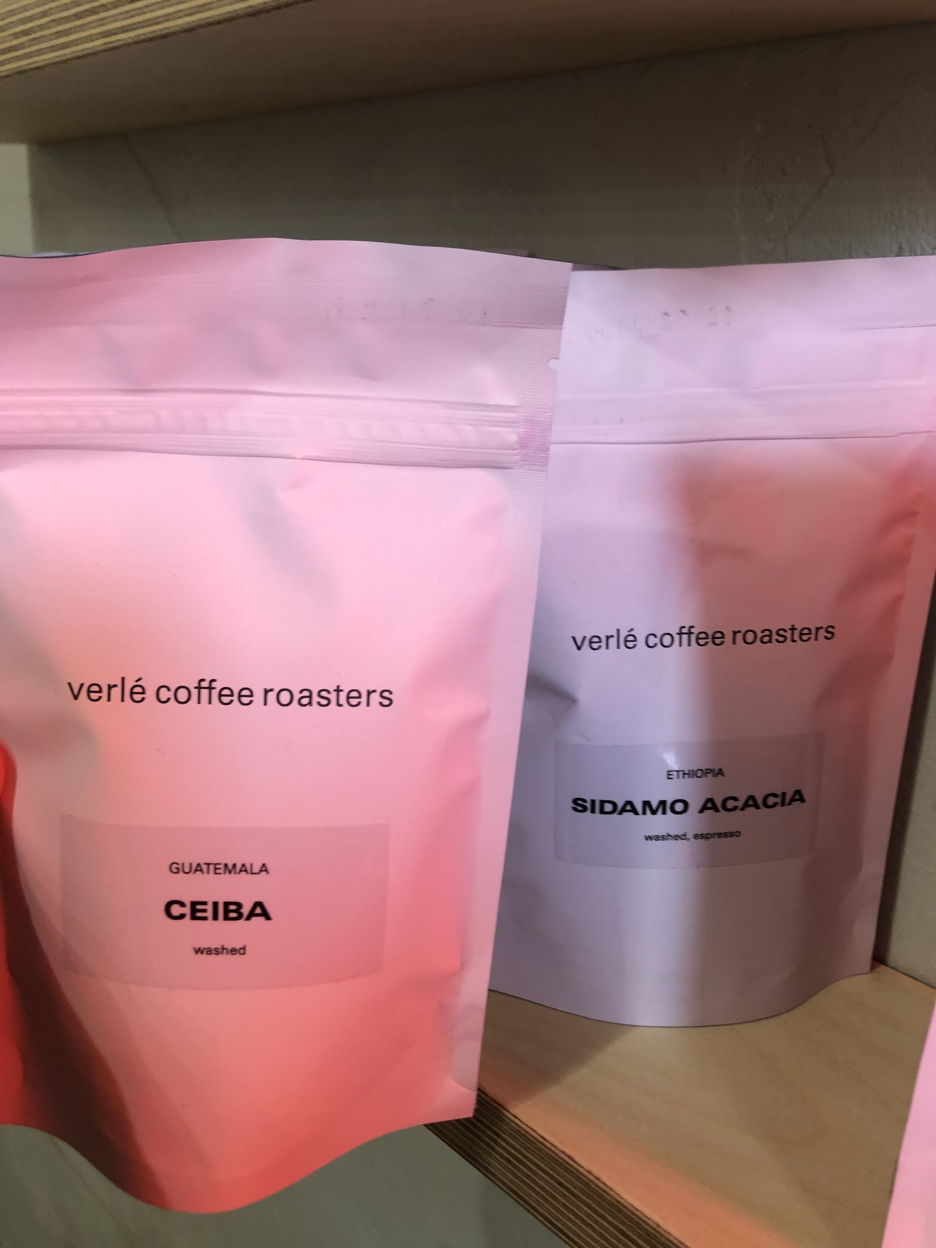 verlé coffee roasters
GUATEMALA
CEIBA
washed
verlé coffee roasters
ETHIOPIA
SIDAMO ACACIA
washed, espresso